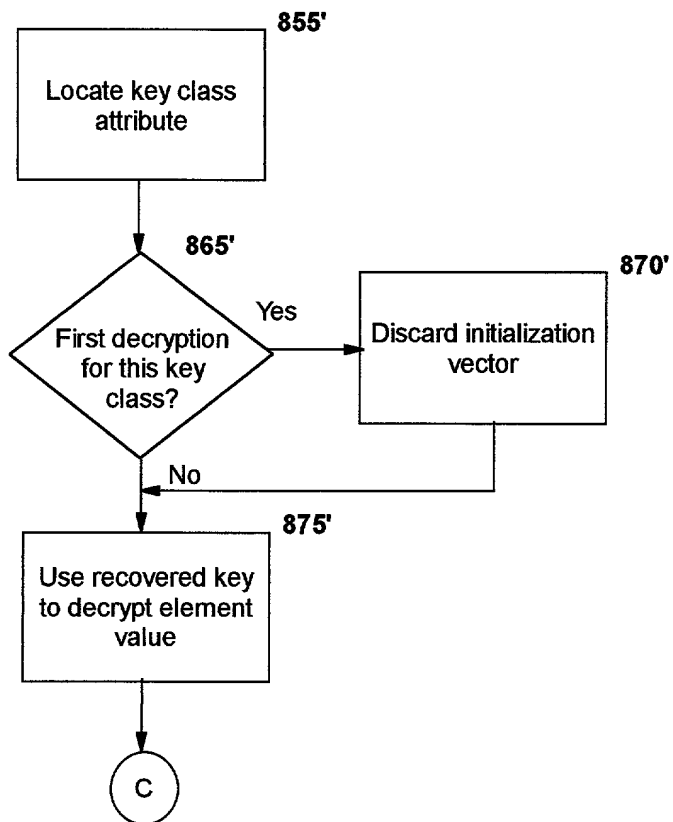 855'
Locate key class
attribute
865'
First decryption
for this key
class?
Yes
870'
Discard initialization
vector
No
875'
Use recovered key
to decrypt element
value
C